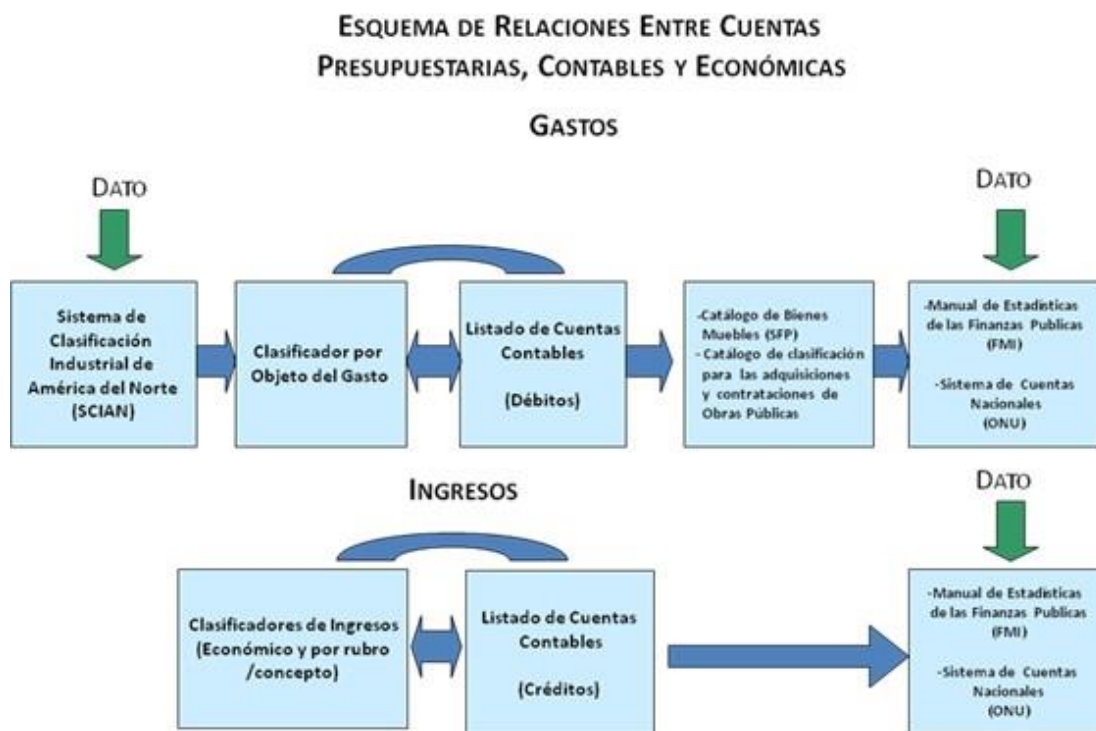 ESQUEMA DE RELACIONES ENTRE CUENTAS
PRESUPUESTARIAS, CONTABLES Y ECONÓMICAS
GASTOS
DATO
DATO
Sistema de
Clasificación
Industrial de
América del Norte
(SCIAN)
Clasificador por
Objeto del Gasto
Listado de Cuentas
Contables
(Débitos)
-Catálogo de Bienes
Muebles (SFP)
- Catálogo de clasificación
para las adquisiciones
y contrataciones de
Obras Públicas
-Manual de Estadísticas
de las Finanzas Publicas
(FMI)
-Sistema de Cuentas
Nacionales
(ONU)
INGRESOS
DATO
Clasificadores de Ingresos
(Económico y por rubro
/concepto)
Listado de Cuentas
Contables
(Créditos)
-Manual de Estadísticas
de las Finanzas Publicas
(FMI)
-Sistema de Cuentas
Nacionales
(ONU)